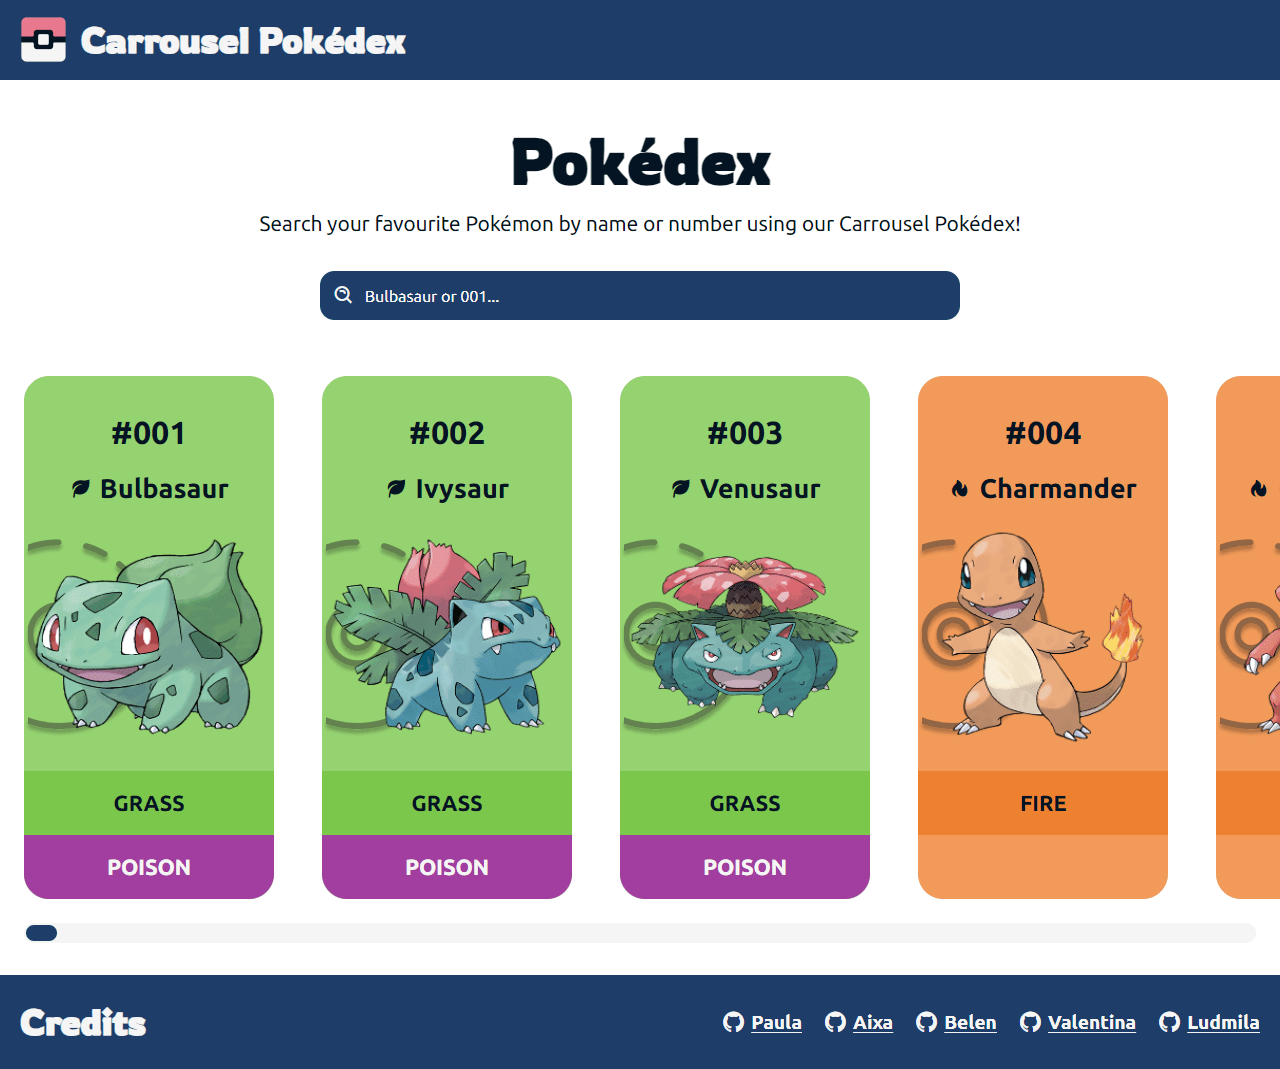 Carrousel Pokédex
Pokédex
Search your favourite Pokémon by name or number using our Carrousel Pokédex!
Bulbasaur or 001...
#001
Bulbasaur
GRASS
POISON
#002
Ivysaur
GRASS
POISON
#003
Venusaur
GRASS
POISON
#004
Charmander
FIRE
Credits
Paula
Aixa
Belen
Valentina
Ludmila